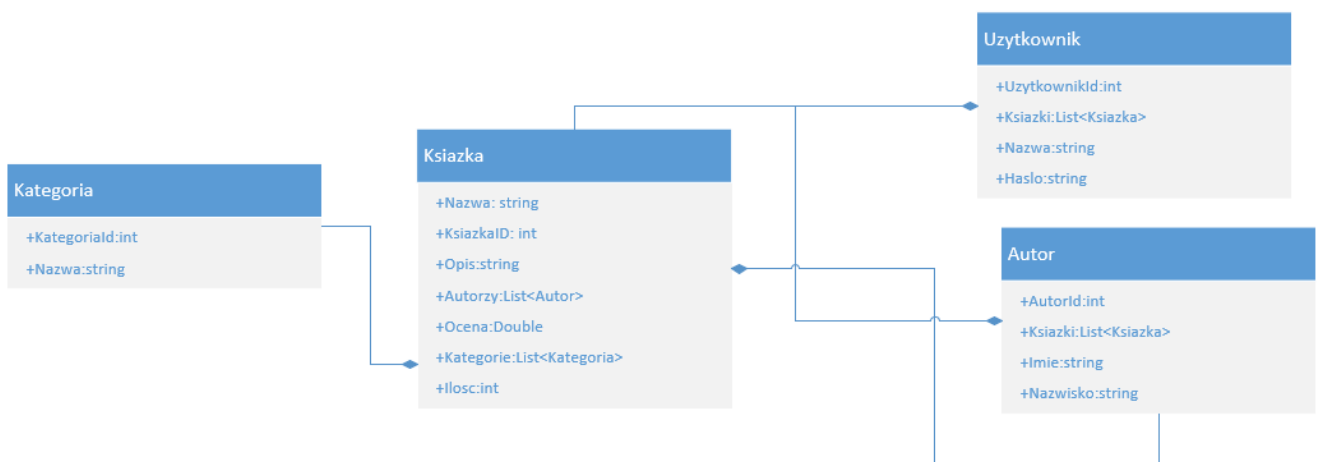 Kategoria
+KategoriaId:int
+Nazwa:string
Ksiazka
+Nazwa: string
+KsiazkaID: int
+Opis:string
+Autorzy:List<Autor>
+Ocena:Double
+Kategorie:List<Kategoria>
+Ilosc:int
Uzytkownik
+UzytkownikId:int
+Ksiazki:List<Ksiazka>
+Nazwa:string
+Haslo:string
Autor
+AutorId:int
+Ksiazki:List<Ksiazka>
+Imie:string
+Nazwisko:string